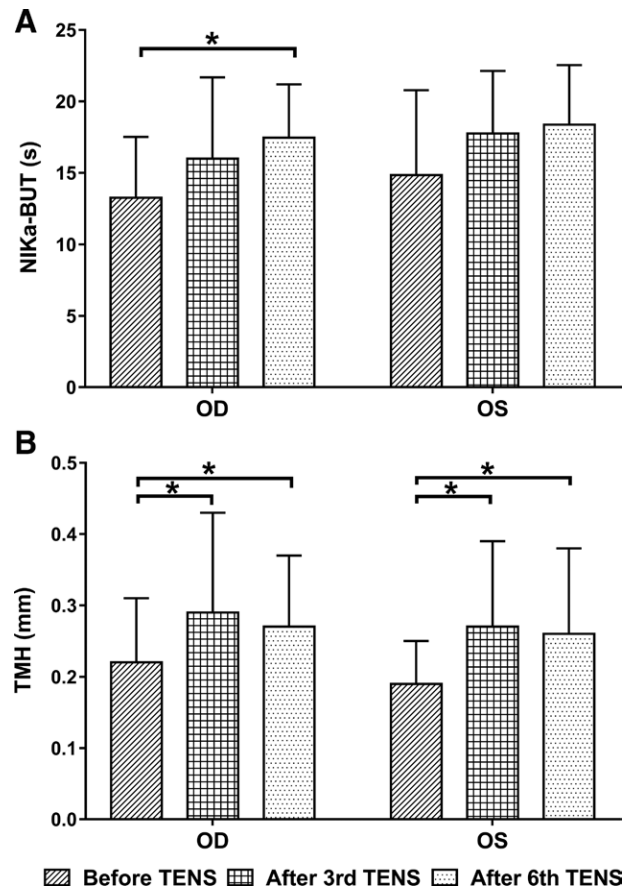 A
NIKa-BUT (s)
25
20
15
10
5
0
*
OD
OS
B
TMH (mm)
0.5
0.4
0.3
0.2
0.1
0.0
*
*
*
*
OD
OS
Before TENS After 3rd TENS After 6th TENS